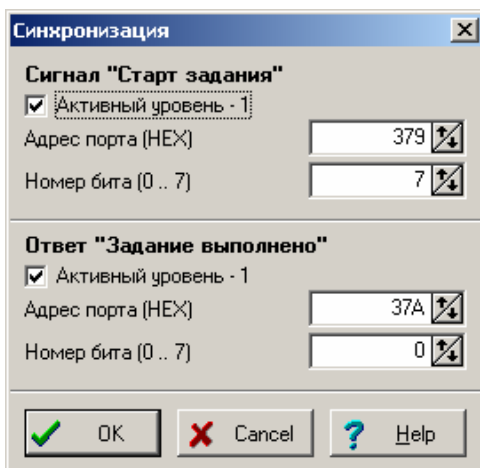 Синхронизация
Сигнал "Старт задания"
Активный уровень - 1
Адрес порта (HEX) 379
Номер бита (0 .. 7) 7
Ответ "Задание выполнено"
Активный уровень - 1
Адрес порта (HEX) 37A
Номер бита (0 .. 7) 0
OK Cancel Help